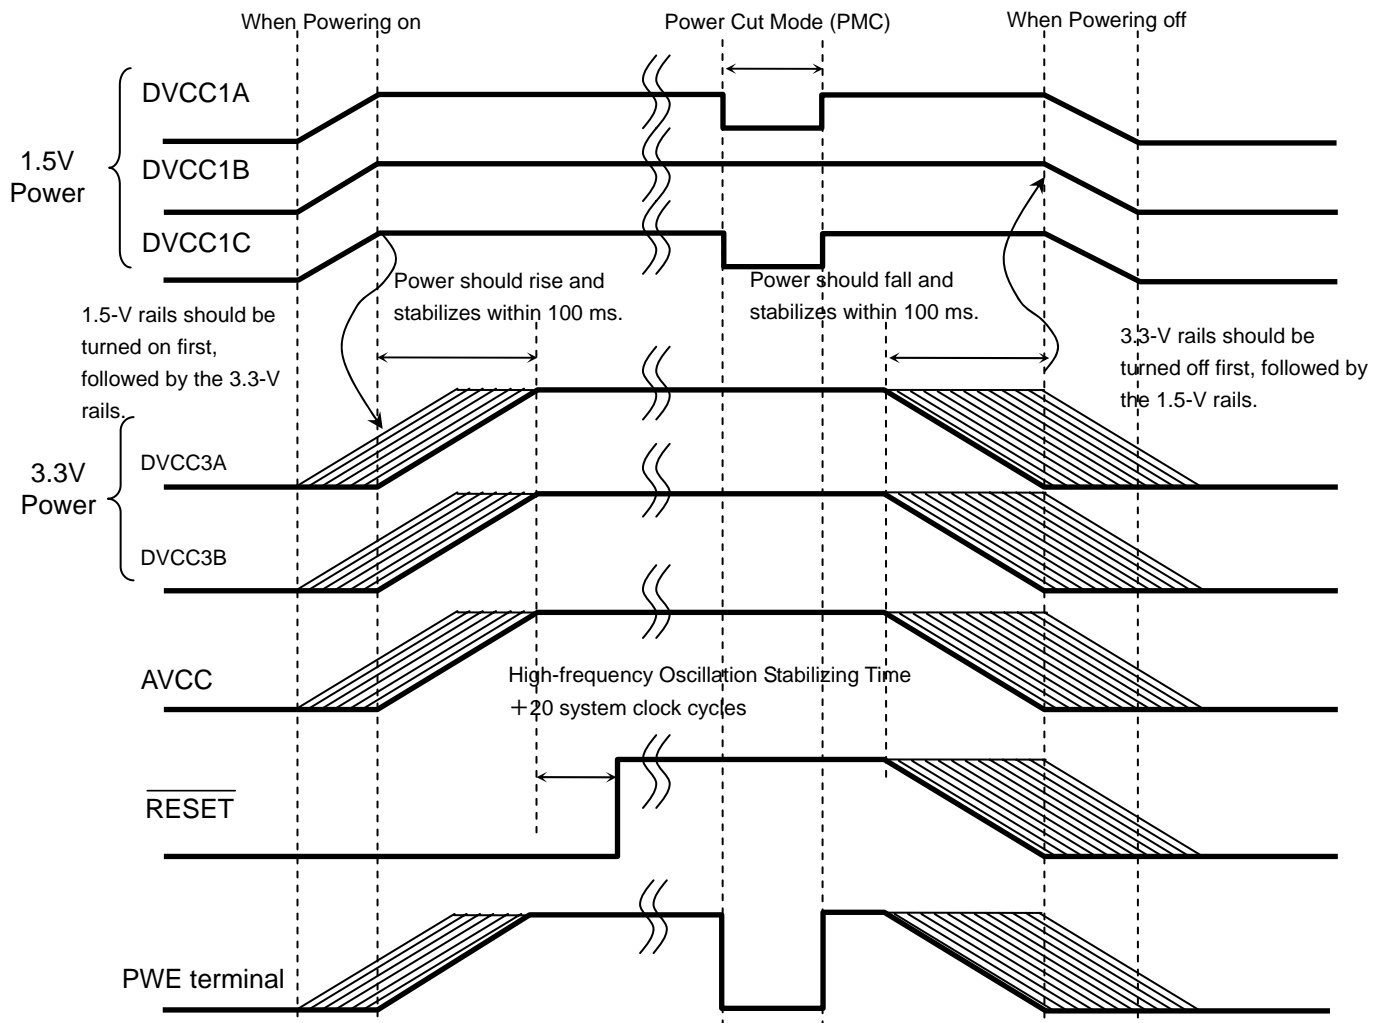 When Powering on
Power Cut Mode (PMC)
When Powering off
DVCC1A
1.5V
Power
DVCC1B
DVCC1C
Power should rise and
stabilizes within 100 ms.
Power should fall and
stabilizes within 100 ms.
1.5-V rails should be
turned on first,
followed by the 3.3-V
rails.
3.3-V rails should be
turned off first, followed by
the 1.5-V rails.
3.3V
Power
DVCC3A
DVCC3B
AVCC
High-frequency Oscillation Stabilizing Time
+20 system clock cycles
RESET
PWE terminal